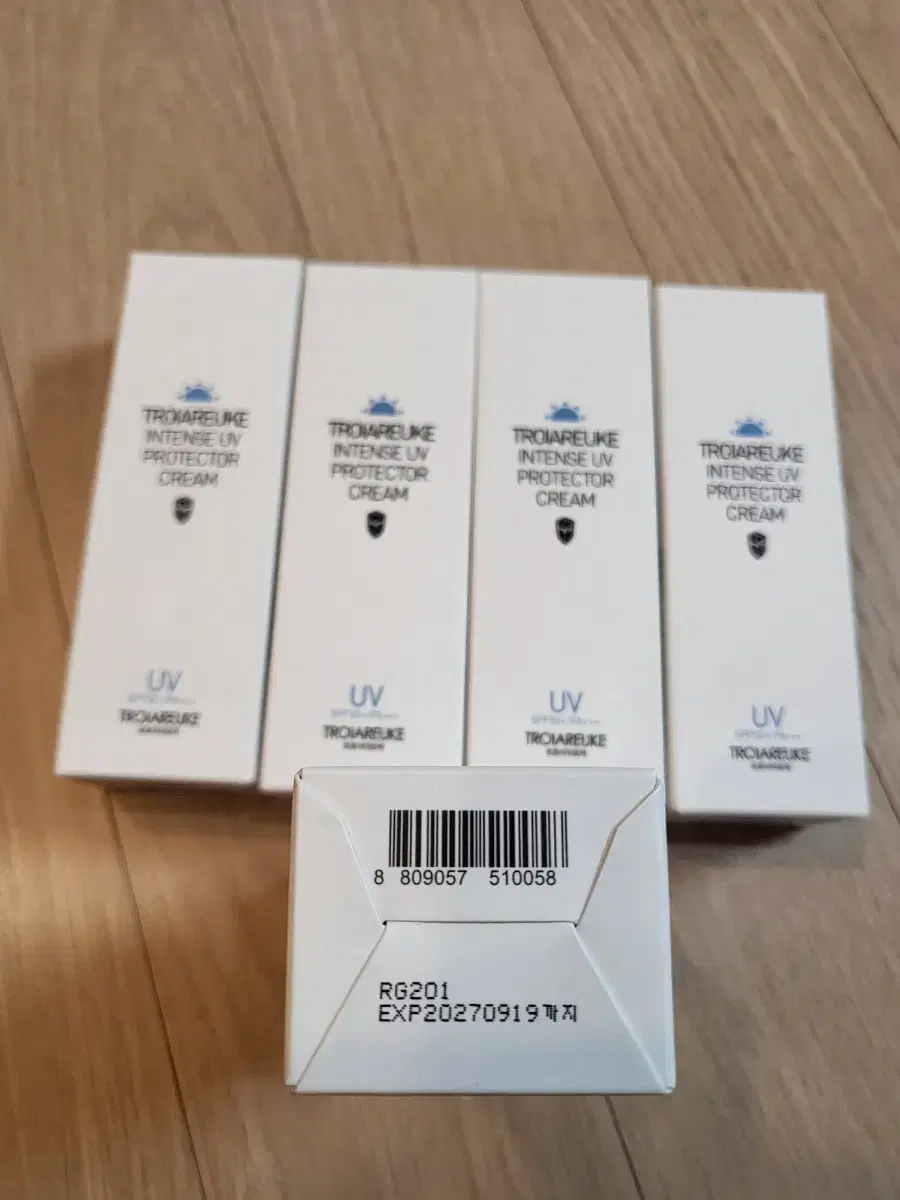 TROIAREUKE
INTENSE UV
PROTECTOR
CREAM
UV
TROIAREUKE
TROIAREUKE
INTENSE UV
PROTECTOR
CREAM
UV
TROIAREUKE
TROIAREUKE
INTENSE UV
PROTECTOR
CREAM
UV
TROIAREUKE
TROIAREUKE
INTENSE UV
PROTECTOR
CREAM
UV
TROIAREUKE
8 809057 510058
RG201
EXP20270919까지